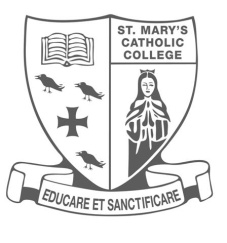 ST. MARY'S
CATHOLIC
COLLEGE
EDUCARE ET SANCTIFICARE